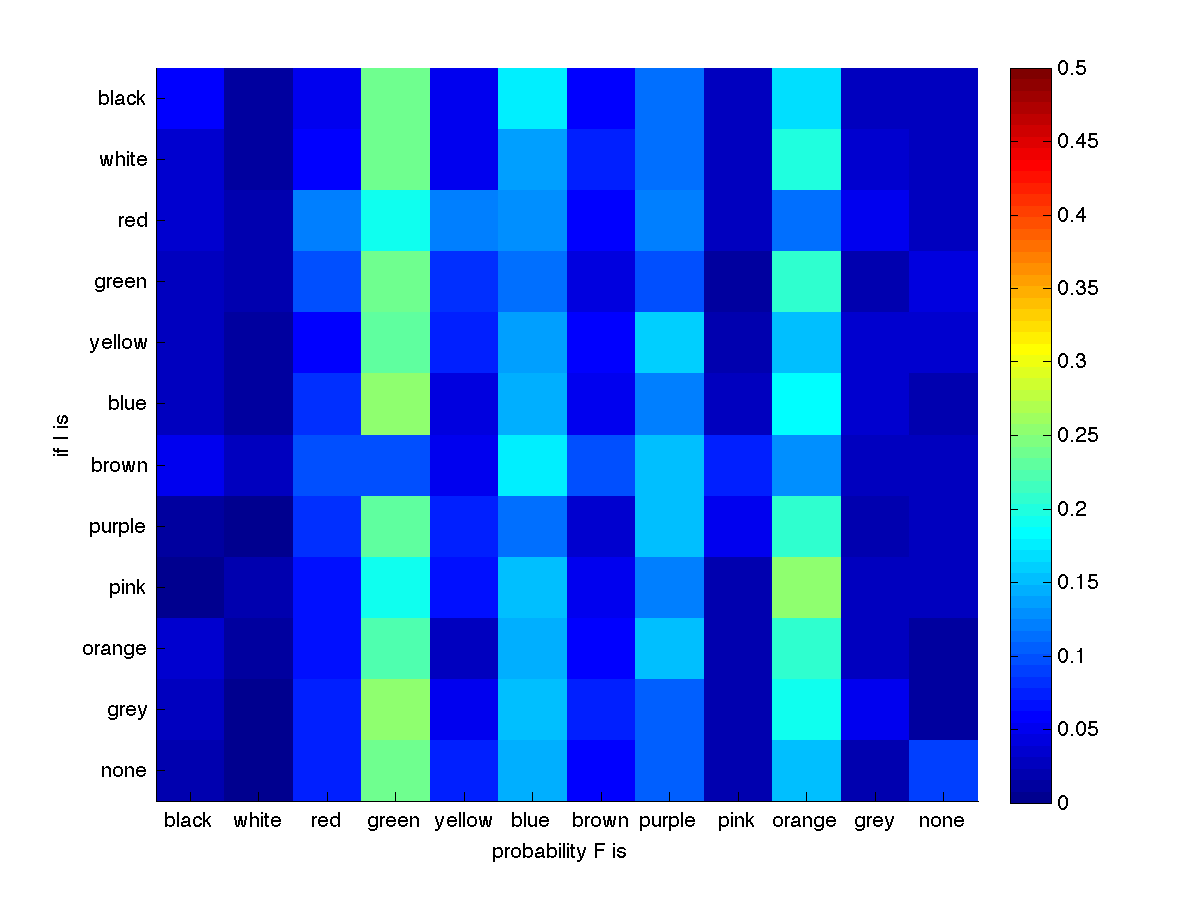 black
white
red
green
yellow
blue
brown
purple
pink
orange
grey
none
if I is
black white red green yellow blue brown purple pink orange grey none
probability F is
0.5
0.45
0.4
0.35
0.3
0.25
0.2
0.15
0.1
0.05
0